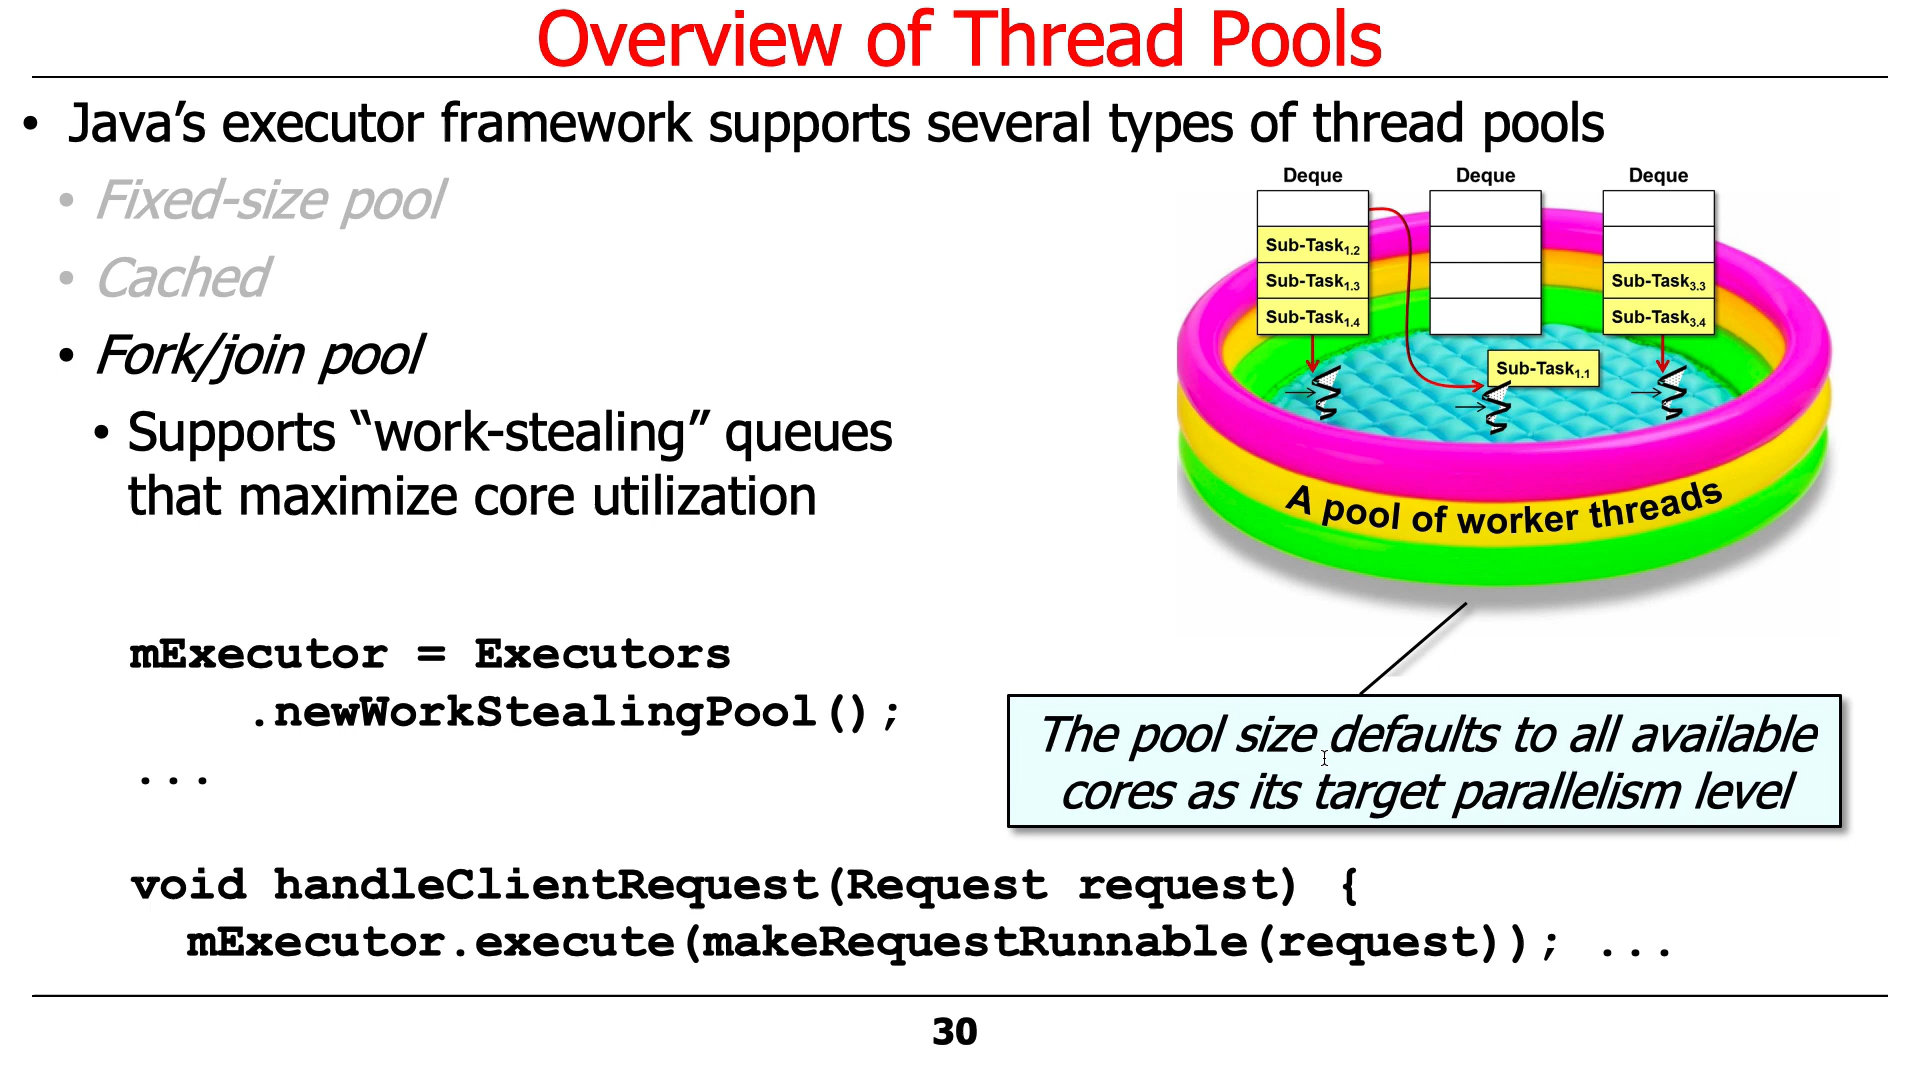 Overview of Thread Pools
• Java’s executor framework supports several types of thread pools
• Fixed-size pool
• Cached
• Fork/join pool
• Supports “work-stealing” queues
that maximize core utilization
Deque
Deque
Deque
Sub-Task1.2
Sub-Task1.3
Sub-Task1.4
Sub-Task3.3
Sub-Task3.4
Sub-Task1.1
A pool of worker threads
mExecutor = Executors
.newWorkStealingPool();
...
The pool size defaults to all available
cores as its target parallelism level
void handleClientRequest(Request request) {
mExecutor.execute(makeRequestRunnable(request)); ...
30